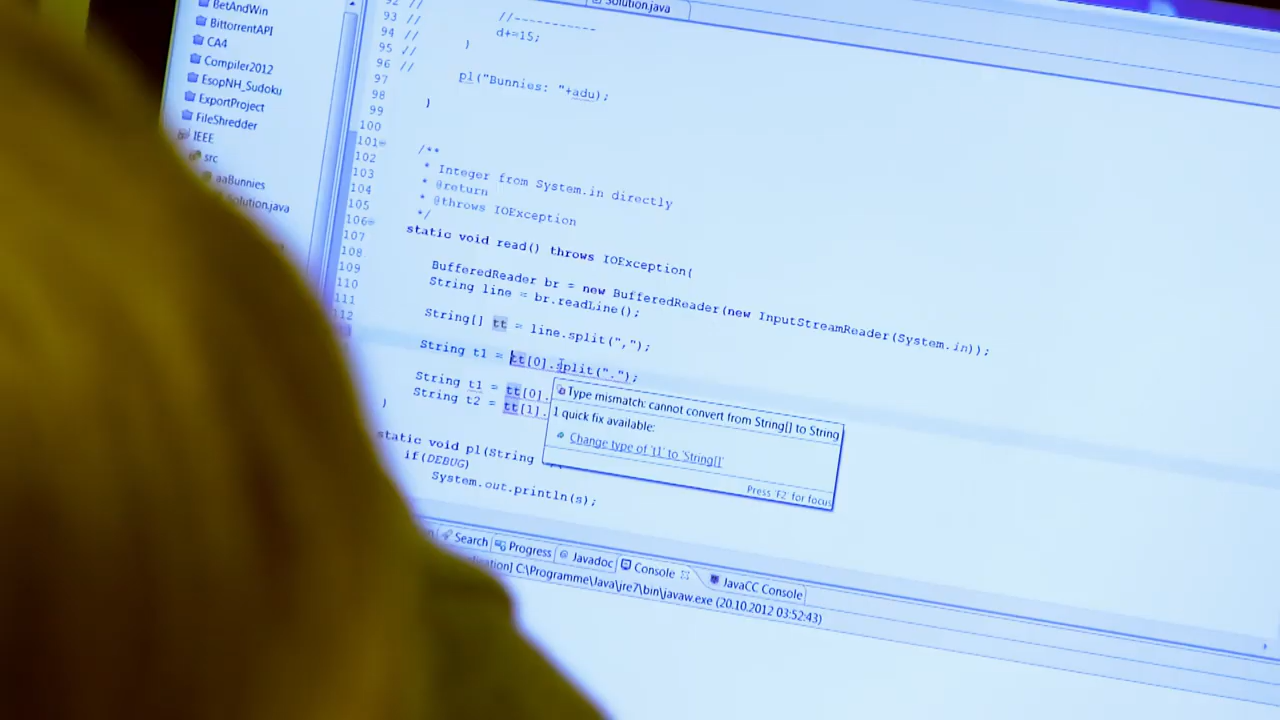 BetAndWin
BittorrentAPI
CA4
Compiler2012
EsopNH_Sudoku
ExportProject
FileShredder
IEEE
src
aaBunnies
Solution.java
Solution.java
92 //
93 // //-----------
94 // d+=15;
95 // }
96 //
97 pl("Bunnies: "+adu);
98
99 }
100
101
102 /**
103 * Integer from System.in directly
104 * @return
105 * @throws IOException
106 */
107 static void read() throws IOException{
108
109 BufferedReader br = new BufferedReader(new InputStreamReader(System.in));
110 String line = br.readLine();
111
112 String[] tt = line.split(",");
String t1 = tt[0].split(".");
String t1 = tt[0].
String t2 = tt[1].
}
static void pl(String
if(DEBUG)
System.out.println(s);
Type mismatch: cannot convert from String[] to String
1 quick fix available:
Change type of 't1' to 'String[]'
Press 'F2' for focus
Search Progress @ Javadoc Console JavaCC Console
C:\Programme\Java\jre7\bin\javaw.exe (20.10.2012 03:52:43)